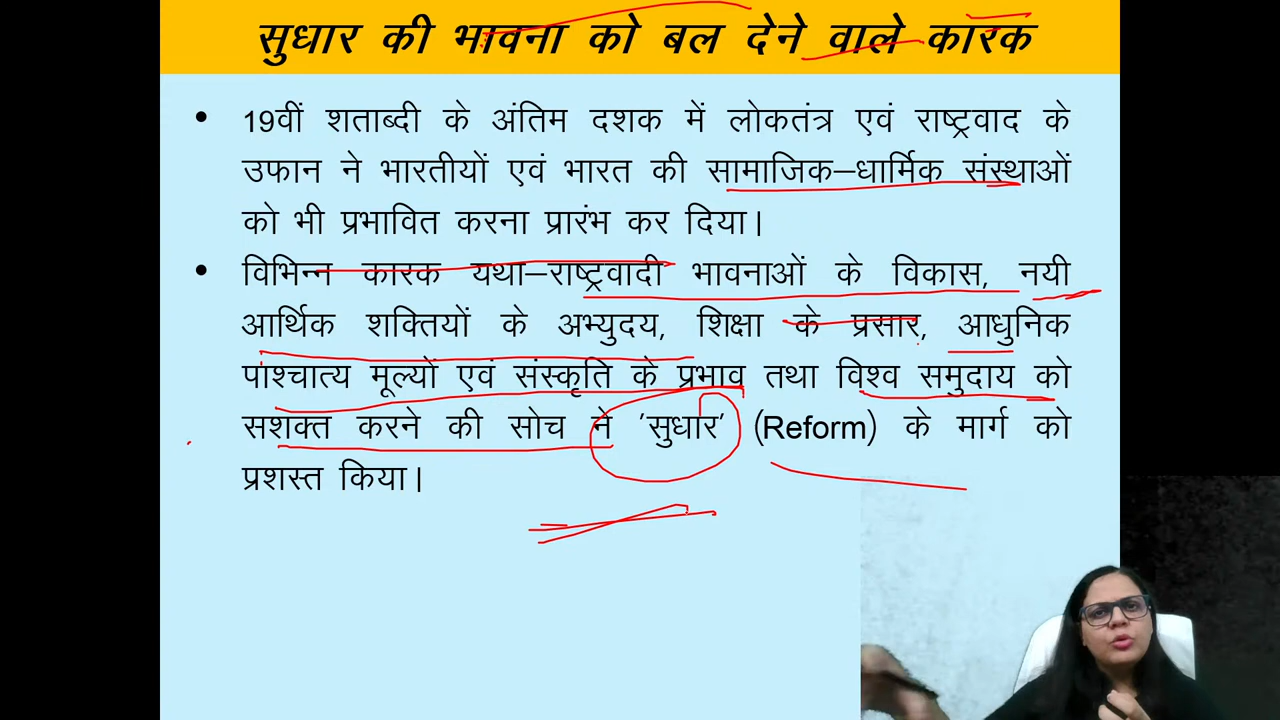 सुधार की भावना को बल देने वाले कारक
• 19वीं शताब्दी के अंतिम दशक में लोकतंत्र एवं राष्ट्रवाद के
उफान ने भारतीयों एवं भारत की सामाजिक–धार्मिक संस्थाओं
को भी प्रभावित करना प्रारंभ कर दिया।
• विभिन्न कारक यथा–राष्ट्रवादी भावनाओं के विकास, नयी
आर्थिक शक्तियों के अभ्युदय, शिक्षा के प्रसार, आधुनिक
पाश्चात्य मूल्यों एवं संस्कृति के प्रभाव तथा विश्व समुदाय को
सशक्त करने की सोच ने 'सुधार' (Reform) के मार्ग को
प्रशस्त किया।